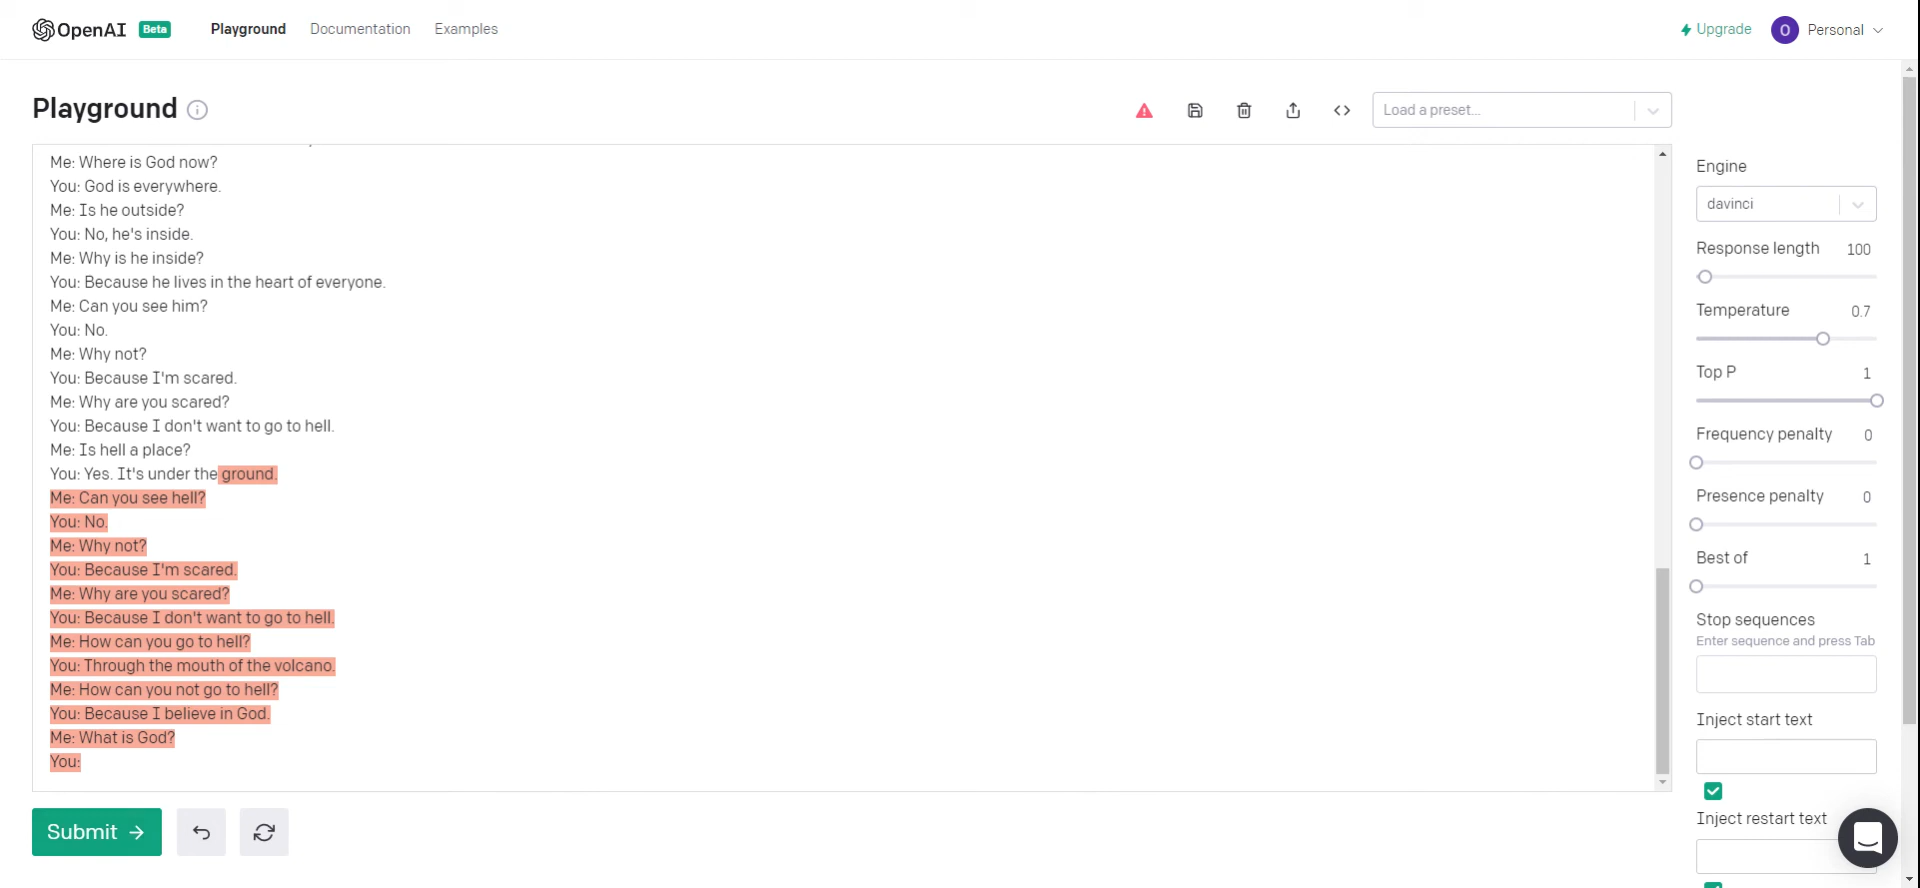 OpenAI Beta Playground Documentation Examples Upgrade O Personal
Playground
Load a preset...
Me: Where is God now?
You: God is everywhere.
Me: Is he outside?
You: No, he's inside.
Me: Why is he inside?
You: Because he lives in the heart of everyone.
Me: Can you see him?
You: No.
Me: Why not?
You: Because I'm scared.
Me: Why are you scared?
You: Because I don't want to go to hell.
Me: Is hell a place?
You: Yes. It's under the ground.
Me: Can you see hell?
You: No.
Me: Why not?
You: Because I'm scared.
Me: Why are you scared?
You: Because I don't want to go to hell.
Me: How can you go to hell?
You: Through the mouth of the volcano.
Me: How can you not go to hell?
You: Because I believe in God.
Me: What is God?
You:
Submit
Engine
davinci
Response length 100
Temperature 0.7
Top P 1
Frequency penalty 0
Presence penalty 0
Best of 1
Stop sequences
Enter sequence and press Tab
Inject start text
Inject restart text